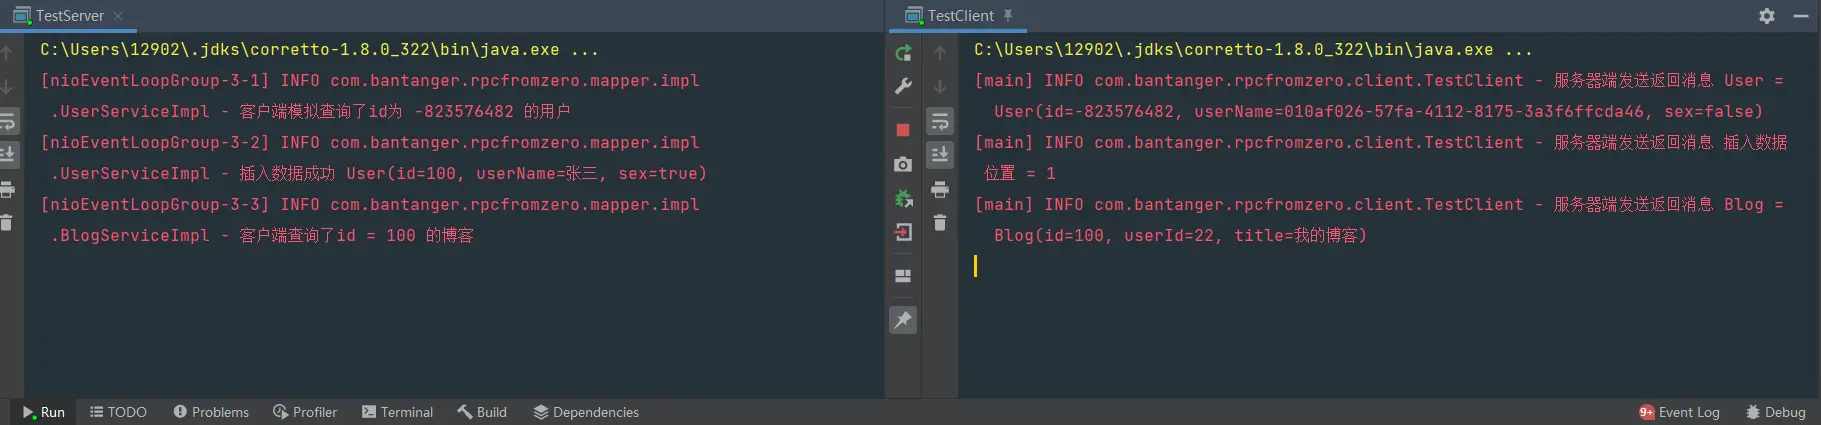 TestServer
C:\Users\12902\.jdks\corretto-1.8.0_322\bin\java.exe ...
[nioEventLoopGroup-3-1] INFO com.bantanger.rpcfromzero.mapper.impl
.UserServiceImpl - 客户端模拟查询了id为 -823576482 的用户
[nioEventLoopGroup-3-2] INFO com.bantanger.rpcfromzero.mapper.impl
.UserServiceImpl - 插入数据成功 User(id=100, userName=张三, sex=true)
[nioEventLoopGroup-3-3] INFO com.bantanger.rpcfromzero.mapper.impl
.BlogServiceImpl - 客户端查询了id = 100 的博客
TestClient
C:\Users\12902\.jdks\corretto-1.8.0_322\bin\java.exe ...
[main] INFO com.bantanger.rpcfromzero.client.TestClient - 服务器端发送返回消息 User =
User(id=-823576482, userName=010af026-57fa-4112-8175-3a3f6ffcda46, sex=false)
[main] INFO com.bantanger.rpcfromzero.client.TestClient - 服务器端发送返回消息 插入数据
位置 = 1
[main] INFO com.bantanger.rpcfromzero.client.TestClient - 服务器端发送返回消息 Blog =
Blog(id=100, userId=22, title=我的博客)
Run TODO Problems Profiler Terminal Build Dependencies 9+ Event Log Debug